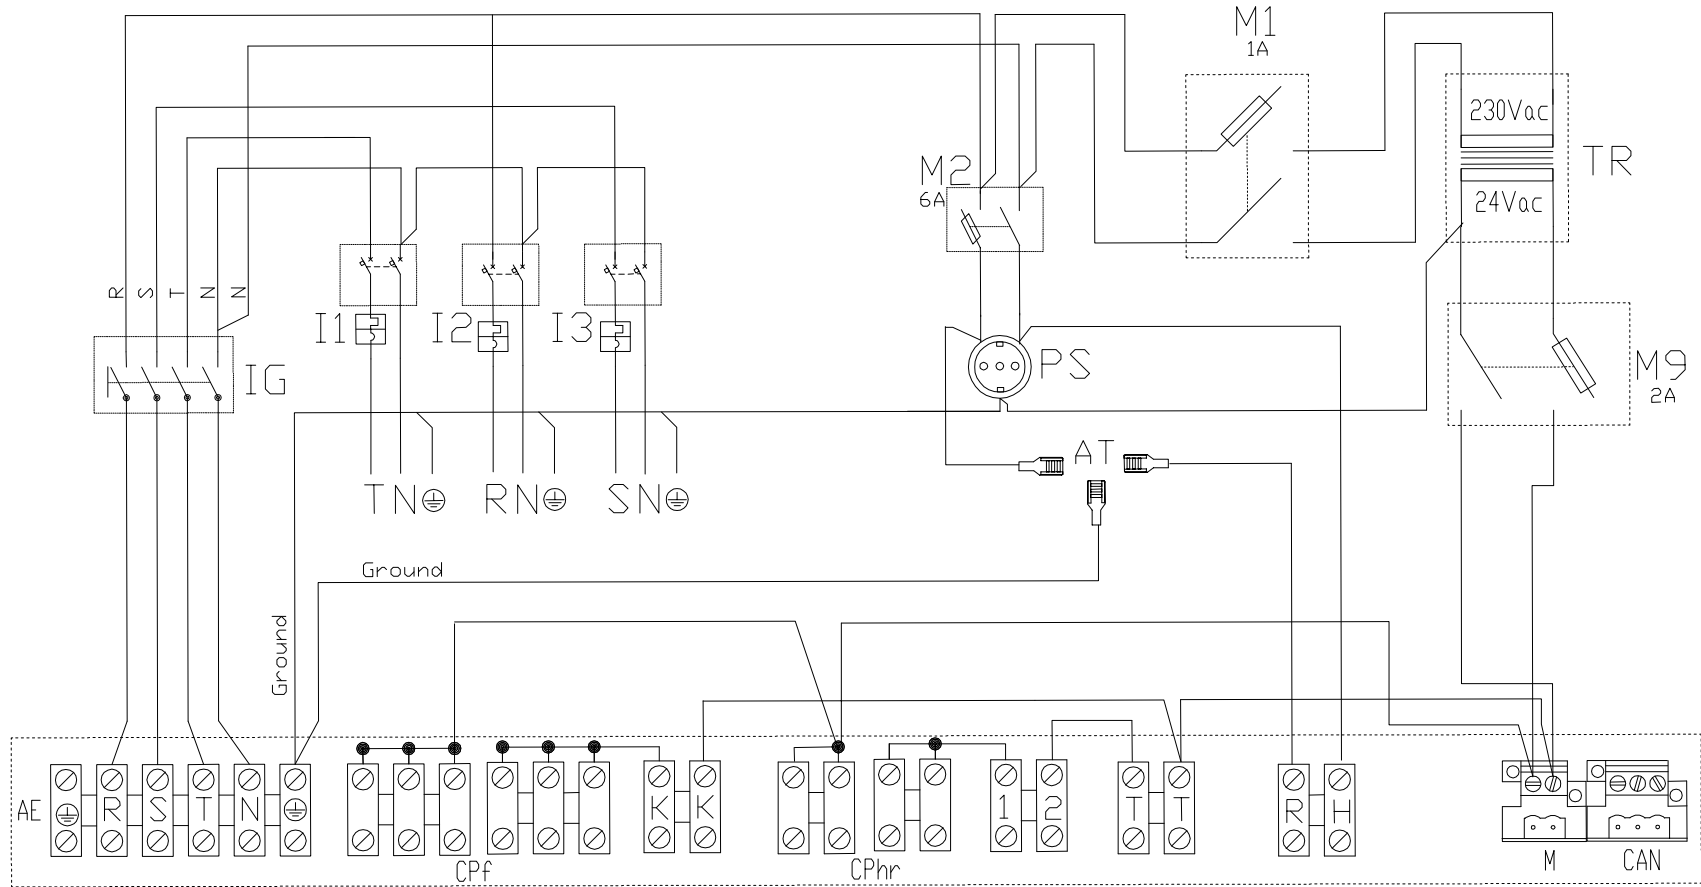 M1
1A
230Vac
TR
24Vac
M2
6A
R S T N N
I1 I2 I3
IG
PS
M9
2A
AT
TN RN SN
Ground
Ground
AE R S T N K K 1 2 T T R H
CPf CPhr M CAN